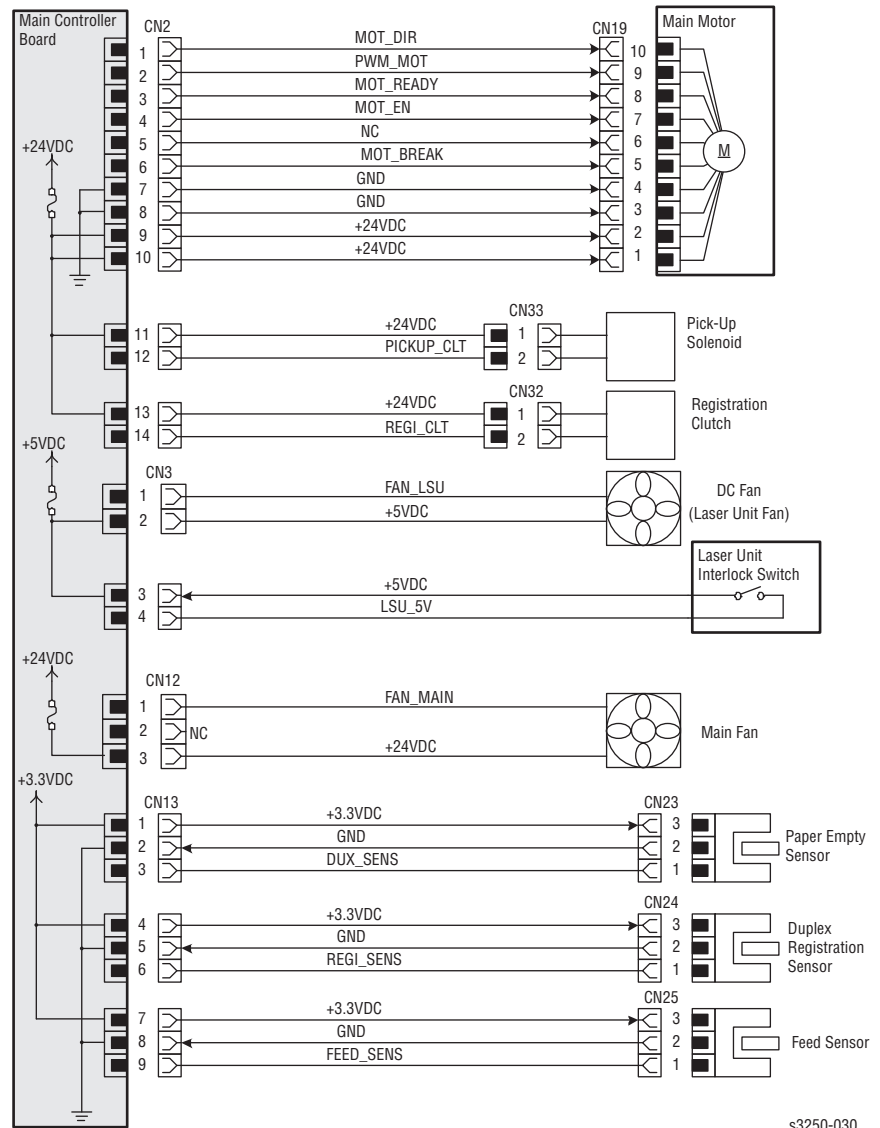 Main Controller
Board
CN2
MOT_DIR
CN19
Main Motor
1
10
PWM_MOT
2
9
MOT_READY
3
8
MOT_EN
4
7
NC
5
6
+24VDC
MOT_BREAK
6
5
M
GND
7
4
GND
8
3
+24VDC
9
2
+24VDC
10
1
CN33
11
+24VDC
1
12
PICKUP_CLT
2
Pick-Up
Solenoid
CN32
13
+24VDC
1
14
REGI_CLT
2
Registration
Clutch
+5VDC
CN3
1
FAN_LSU
2
+5VDC
DC Fan
(Laser Unit Fan)
Laser Unit
Interlock Switch
3
+5VDC
4
LSU_5V
+24VDC
CN12
1
FAN_MAIN
2
NC
3
+24VDC
Main Fan
+3.3VDC
CN13
CN23
1
+3.3VDC
3
2
GND
2
3
DUX_SENS
1
Paper Empty
Sensor
CN24
4
+3.3VDC
3
5
GND
2
6
REGI_SENS
1
Duplex
Registration
Sensor
CN25
7
+3.3VDC
3
8
GND
2
9
FEED_SENS
1
Feed Sensor
s3250-030